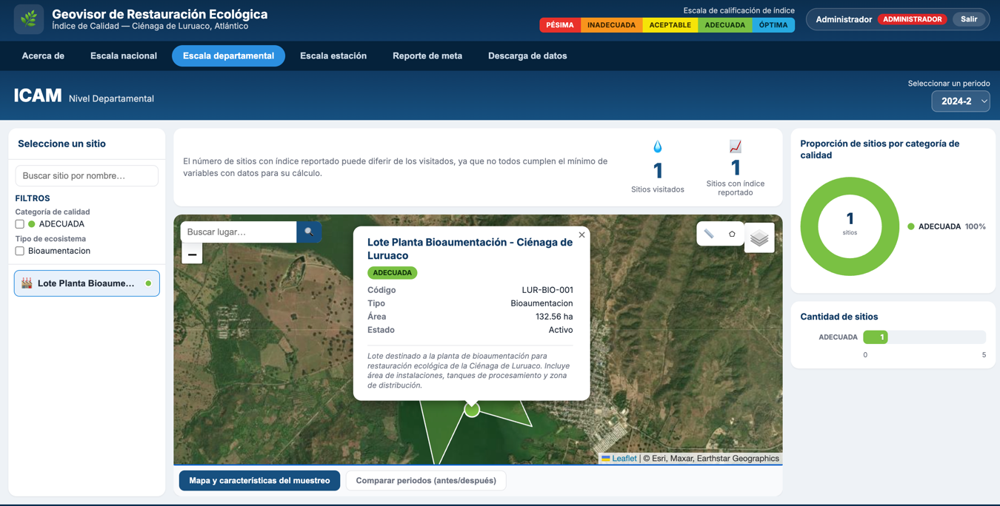 Geovisor de Restauración Ecológica
Índice de Calidad — Ciénaga de Luruaco, Atlántico
Escala de calificación de índice
PÉSIMA INADECUADA ACEPTABLE ADECUADA ÓPTIMA
Administrador ADMINISTRADOR Salir
Acerca de Escala nacional Escala departamental Escala estación Reporte de meta Descarga de datos
ICAM Nivel Departamental
Seleccionar un periodo
2024-2
Seleccione un sitio
Buscar sitio por nombre...
FILTROS
Categoría de calidad
ADECUADA
Tipo de ecosistema
Bioaumentacion
Lote Planta Bioaume...
El número de sitios con índice reportado puede diferir de los visitados, ya que no todos cumplen el mínimo de
variables con datos para su cálculo.
1
Sitios visitados
1
Sitios con índice
reportado
Buscar lugar...
−
×
Lote Planta Bioaumentación - Ciénaga de
Luruaco
ADECUADA
Código LUR-BIO-001
Tipo Bioaumentacion
Área 132.56 ha
Estado Activo
Lote destinado a la planta de bioaumentación para
restauración ecológica de la Ciénaga de Luruaco. Incluye
área de instalaciones, tanques de procesamiento y zona
de distribución.
Leaflet | © Esri, Maxar, Earthstar Geographics
Mapa y características del muestreo Comparar periodos (antes/después)
Proporción de sitios por categoría de
calidad
1
sitios
ADECUADA 100%
Cantidad de sitios
ADECUADA 1
0 5